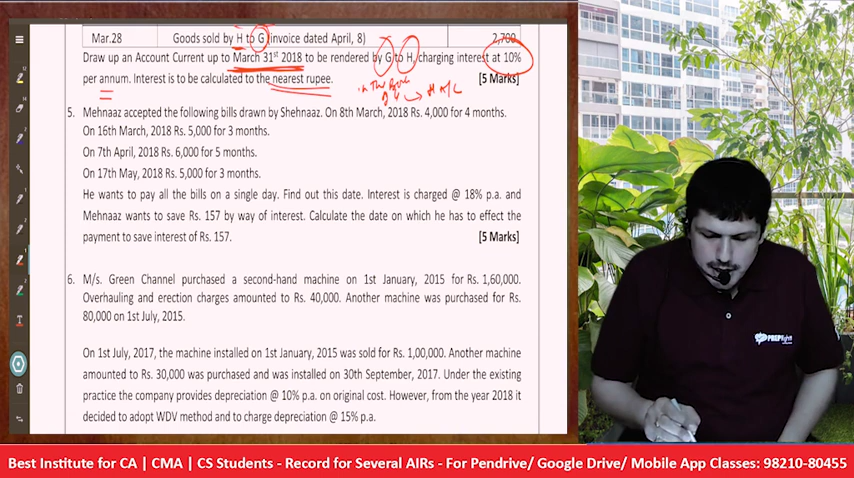 Mar.28 Goods sold by H to G (invoice dated April, 8) 2,700
Draw up an Account Current up to March 31st 2018 to be rendered by G to H, charging interest at 10%
per annum. Interest is to be calculated to the nearest rupee. [5 Marks]
in the Books
of G → H A/c
5. Mehnaaz accepted the following bills drawn by Shehnaaz. On 8th March, 2018 Rs. 4,000 for 4 months.
On 16th March, 2018 Rs. 5,000 for 3 months.
On 7th April, 2018 Rs. 6,000 for 5 months.
On 17th May, 2018 Rs. 5,000 for 3 months.
He wants to pay all the bills on a single day. Find out this date. Interest is charged @ 18% p.a. and
Mehnaaz wants to save Rs. 157 by way of interest. Calculate the date on which he has to effect the
payment to save interest of Rs. 157. [5 Marks]
6. M/s. Green Channel purchased a second-hand machine on 1st January, 2015 for Rs. 1,60,000.
Overhauling and erection charges amounted to Rs. 40,000. Another machine was purchased for Rs.
80,000 on 1st July, 2015.
On 1st July, 2017, the machine installed on 1st January, 2015 was sold for Rs. 1,00,000. Another machine
amounted to Rs. 30,000 was purchased and was installed on 30th September, 2017. Under the existing
practice the company provides depreciation @ 10% p.a. on original cost. However, from the year 2018 it
decided to adopt WDV method and to charge depreciation @ 15% p.a.
PREP
Best Institute for CA | CMA | CS Students - Record for Several AIRs - For Pendrive/ Google Drive/ Mobile App Classes: 98210-80455